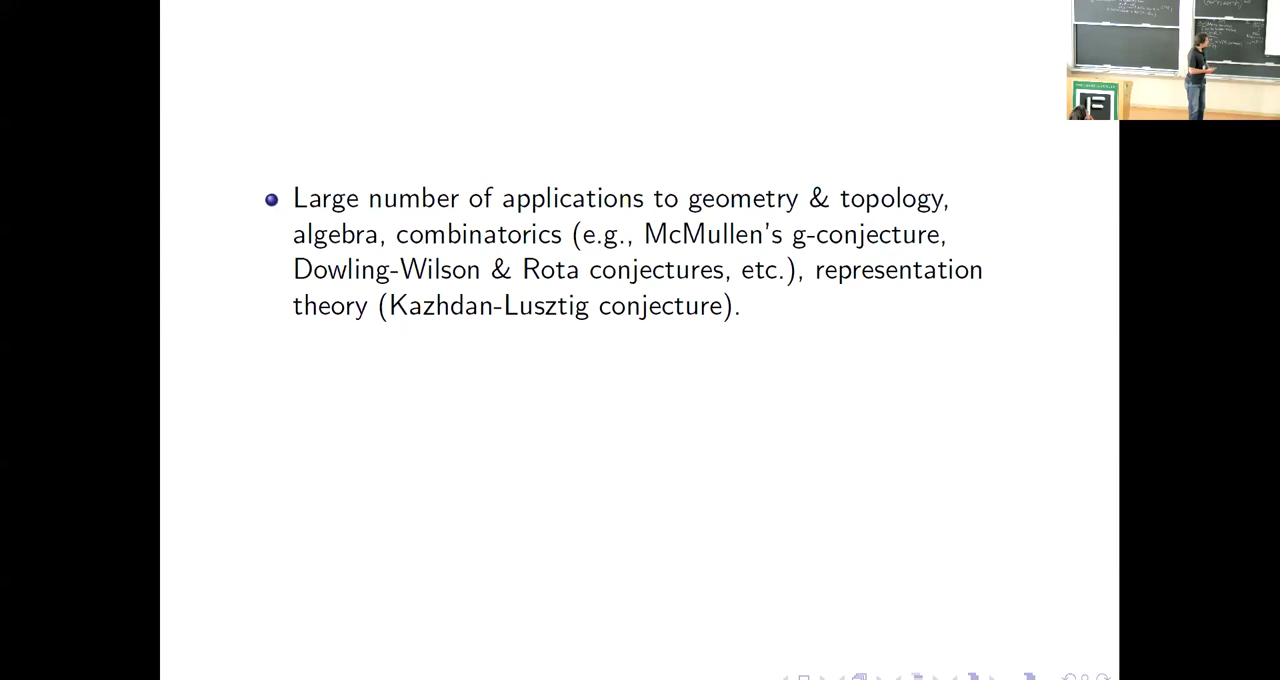 Large number of applications to geometry & topology,
algebra, combinatorics (e.g., McMullen's g-conjecture,
Dowling-Wilson & Rota conjectures, etc.), representation
theory (Kazhdan-Lusztig conjecture).